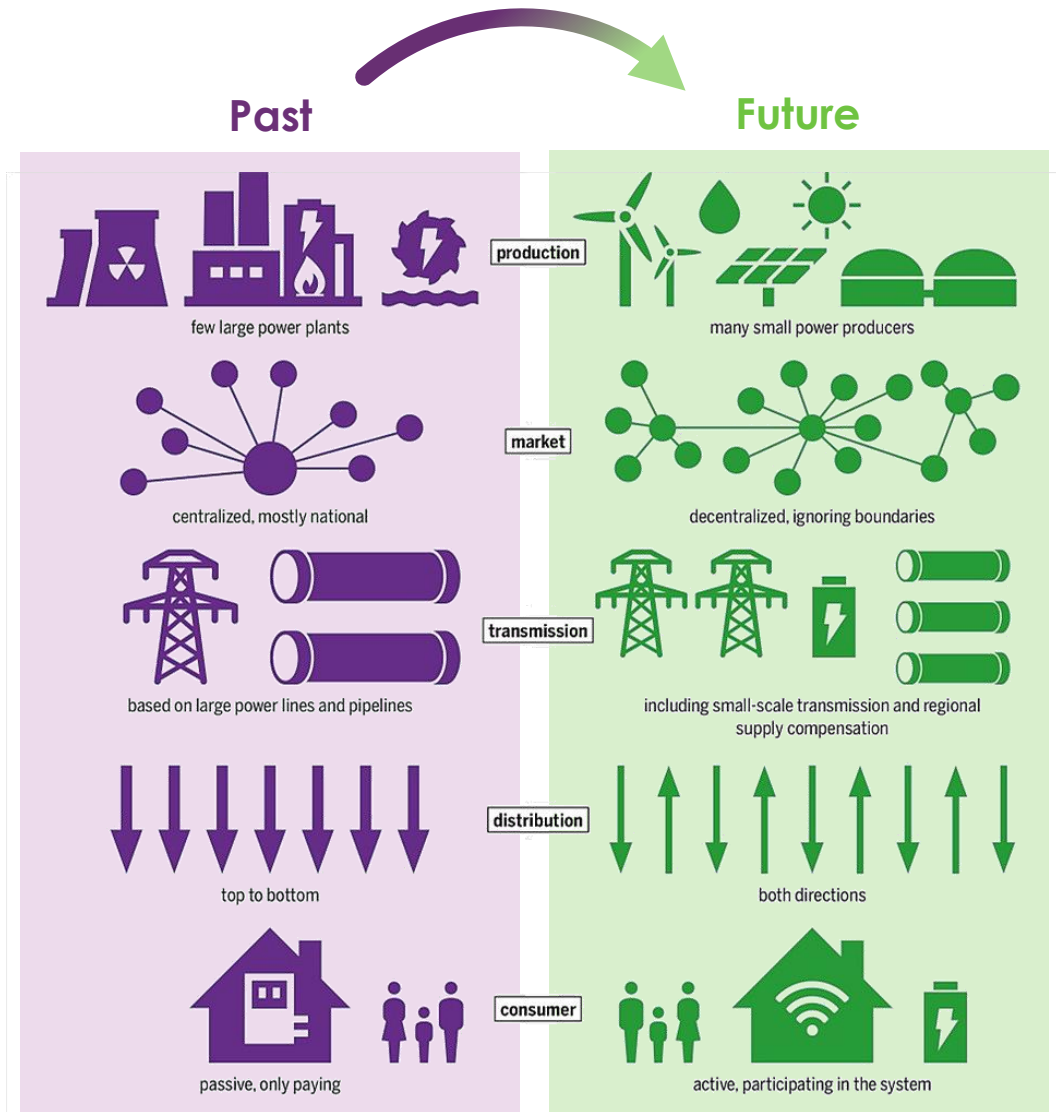 Past
Future
production
few large power plants
many small power producers
market
centralized, mostly national
decentralized, ignoring boundaries
transmission
based on large power lines and pipelines
including small-scale transmission and regional
supply compensation
distribution
top to bottom
both directions
consumer
passive, only paying
active, participating in the system